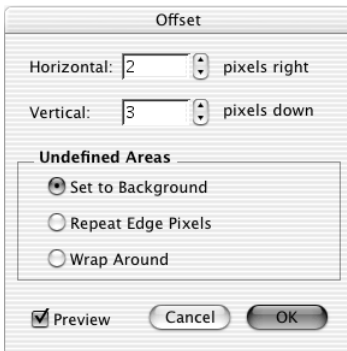 Offset
Horizontal: 2 pixels right
Vertical: 3 pixels down
Undefined Areas
Set to Background
Repeat Edge Pixels
Wrap Around
Preview Cancel OK